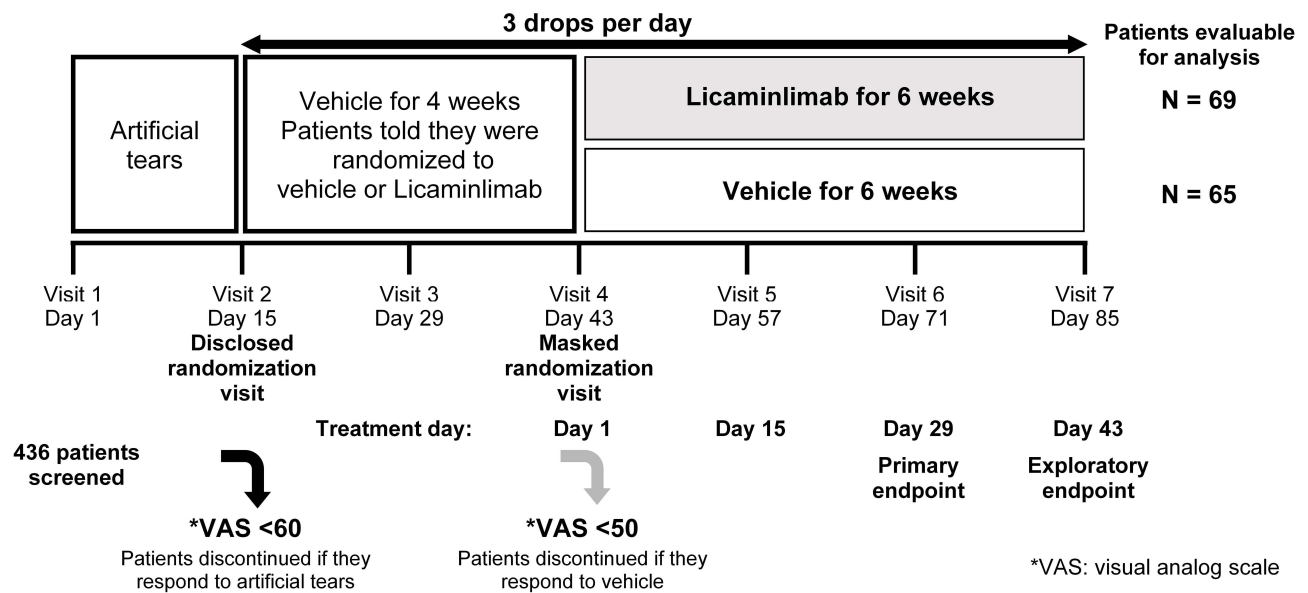 3 drops per day
Patients evaluable
for analysis
Artificial
tears
Vehicle for 4 weeks
Patients told they were
randomized to
vehicle or Licaminlimab
Licaminlimab for 6 weeks
N = 69
Vehicle for 6 weeks
N = 65
Visit 1
Day 1
Visit 2
Day 15
Disclosed
randomization
visit
Visit 3
Day 29
Visit 4
Day 43
Masked
randomization
visit
Visit 5
Day 57
Visit 6
Day 71
Visit 7
Day 85
Treatment day:
Day 1
Day 15
Day 29
Primary
endpoint
Day 43
Exploratory
endpoint
436 patients
screened
*VAS <60
Patients discontinued if they
respond to artificial tears
*VAS <50
Patients discontinued if they
respond to vehicle
*VAS: visual analog scale